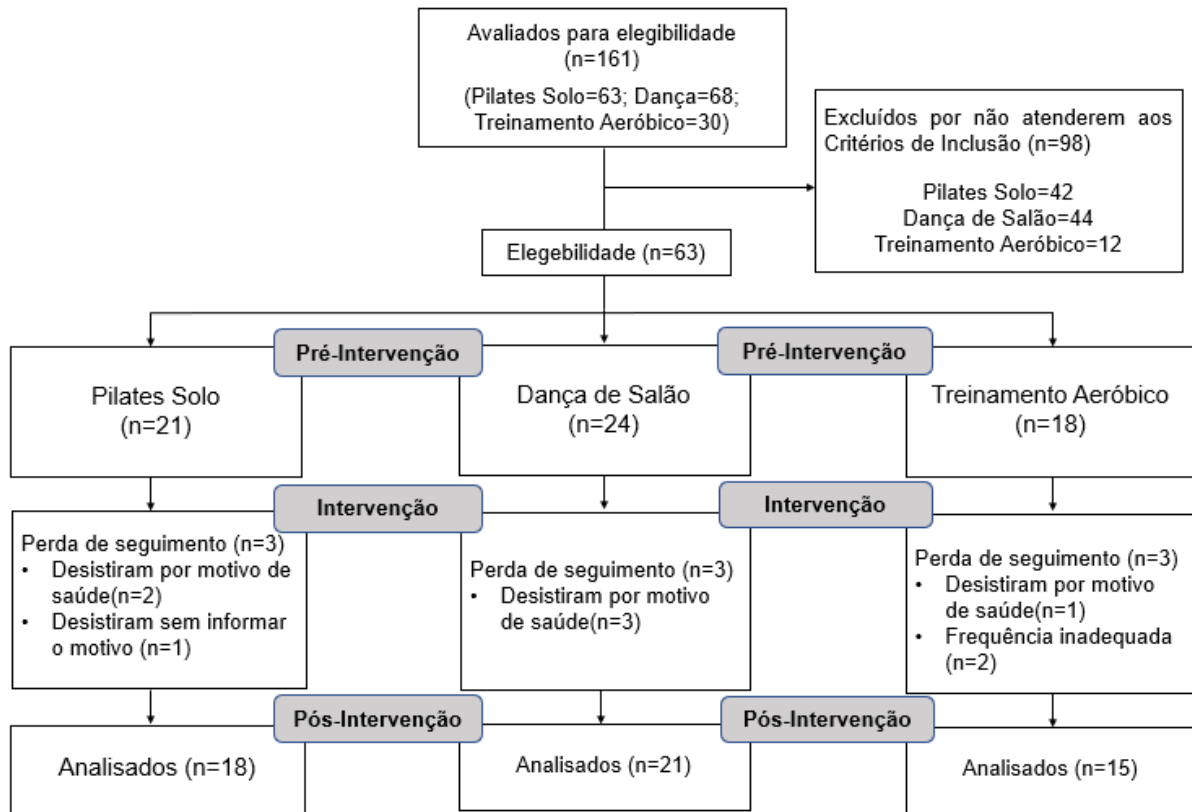 Avaliados para elegibilidade
(n=161)
(Pilates Solo=63; Dança=68;
Treinamento Aeróbico=30)
Excluídos por não atenderem aos
Critérios de Inclusão (n=98)
Pilates Solo=42
Dança de Salão=44
Treinamento Aeróbico=12
Elegebilidade (n=63)
Pré-Intervenção
Pré-Intervenção
Pilates Solo
(n=21)
Dança de Salão
(n=24)
Treinamento Aeróbico
(n=18)
Intervenção
Intervenção
Perda de seguimento (n=3)
• Desistiram por motivo de
saúde(n=2)
• Desistiram sem informar
o motivo (n=1)
Perda de seguimento (n=3)
• Desistiram por motivo
de saúde(n=3)
Perda de seguimento (n=3)
• Desistiram por motivo
de saúde(n=1)
• Frequência inadequada
(n=2)
Pós-Intervenção
Pós-Intervenção
Analisados (n=18)
Analisados (n=21)
Analisados (n=15)